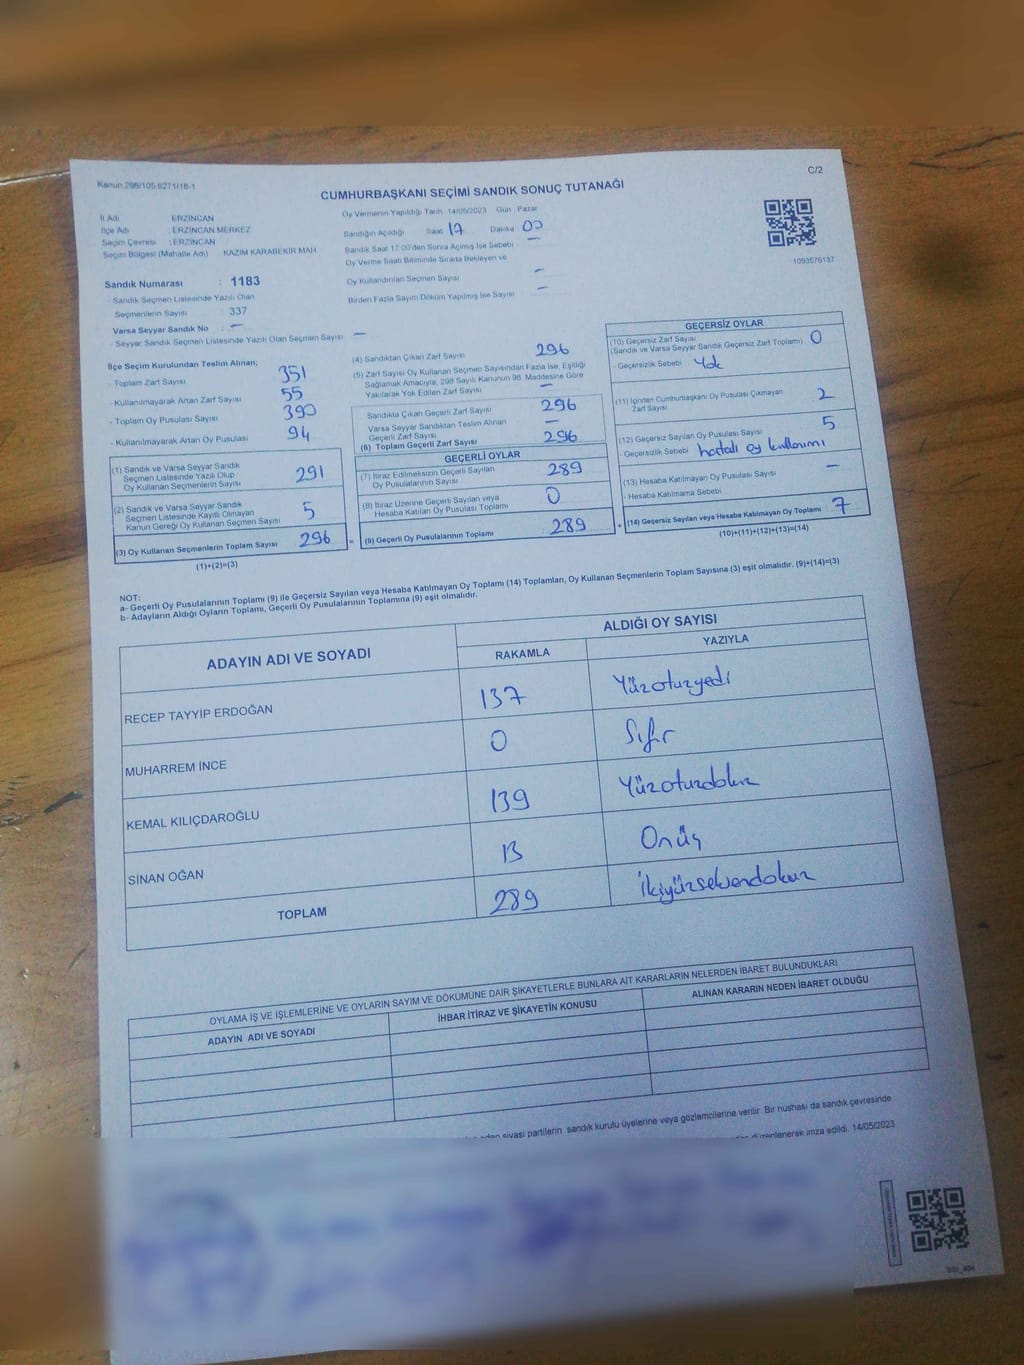 Kanun 298/105 6271/18-1
C/2
CUMHURBAŞKANI SEÇİMİ SANDIK SONUÇ TUTANAĞI
İl Adı ERZİNCAN
İlçe Adı : ERZİNCAN MERKEZ
Seçim Çevresi : ERZİNCAN
Seçim Bölgesi (Mahalle Adı) KAZIM KARABEKİR MAH.
Sandık Numarası : 1183
- Sandık Seçmen Listesinde Yazılı Olan
Seçmenlerin Sayısı : 337
Varsa Seyyar Sandık No : —
- Seyyar Sandık Seçmen Listesinde Yazılı Olan Seçmen Sayısı : —
Oy Vermenin Yapıldığı Tarih :14/05/2023 Gün : Pazar
Sandığın Açıldığı Saat 17 Dakika 00
Sandık Saat 17:00'den Sonra Açılmış İse Sebebi —
Oy Verme Saati Bitiminde Sırada Bekleyen ve
Oy Kullandırılan Seçmen Sayısı —
Birden Fazla Sayım Döküm Yapılmış İse Sayısı —
1093576137
İlçe Seçim Kurulundan Teslim Alınan;
- Toplam Zarf Sayısı 351
- Kullanılmayarak Artan Zarf Sayısı 55
- Toplam Oy Pusulası Sayısı 390
- Kullanılmayarak Artan Oy Pusulası 94
(1) Sandık ve Varsa Seyyar Sandık
Seçmen Listesinde Yazılı Olup
Oy Kullanan Seçmenlerin Sayısı 291
(2) Sandık ve Varsa Seyyar Sandık
Seçmen Listesinde Kayıtlı Olmayan
Kanun Gereği Oy Kullanan Seçmen Sayısı 5
(3) Oy Kullanan Seçmenlerin Toplam Sayısı 296
(1)+(2)=(3)
(4) Sandıktan Çıkan Zarf Sayısı 296
(5) Zarf Sayısı Oy Kullanan Seçmen Sayısından Fazla İse, Eşitliği
Sağlamak Amacıyla, 298 Sayılı Kanunun 98. Maddesine Göre
Yakılarak Yok Edilen Zarf Sayısı —
Sandıkta Çıkan Geçerli Zarf Sayısı 296
Varsa Seyyar Sandıktan Teslim Alınan
Geçerli Zarf Sayısı —
(6) Toplam Geçerli Zarf Sayısı 296
GEÇERLİ OYLAR
(7) İtiraz Edilmeksizin Geçerli Sayılan
Oy Pusulalarının Sayısı 289
(8) İtiraz Üzerine Geçerli Sayılan veya
Hesaba Katılan Oy Pusulası Toplamı 0
= (9) Geçerli Oy Pusulalarının Toplamı 289
GEÇERSİZ OYLAR
(10) Geçersiz Zarf Sayısı
(Sandık ve Varsa Seyyar Sandık Geçersiz Zarf Toplamı) 0
- Geçersizlik Sebebi Yok
(11) İçinden Cumhurbaşkanı Oy Pusulası Çıkmayan
Zarf Sayısı 2
(12) Geçersiz Sayılan Oy Pusulası Sayısı 5
- Geçersizlik Sebebi hatalı oy kullanımı
(13) Hesaba Katılmayan Oy Pusulası Sayısı —
- Hesaba Katılmama Sebebi
+ (14) Geçersiz Sayılan veya Hesaba Katılmayan Oy Toplamı 7
(10)+(11)+(12)+(13)=(14)
NOT:
a- Geçerli Oy Pusulalarının Toplamı (9) ile Geçersiz Sayılan veya Hesaba Katılmayan Oy Toplamı (14) Toplamları, Oy Kullanan Seçmenlerin Toplam Sayısına (3) eşit olmalıdır. (9)+(14)=(3)
b- Adayların Aldığı Oyların Toplamı, Geçerli Oy Pusulalarının Toplamına (9) eşit olmalıdır.
ADAYIN ADI VE SOYADI
ALDIĞI OY SAYISI
RAKAMLA YAZIYLA
RECEP TAYYİP ERDOĞAN 137 Yüzotuzyedi
MUHARREM İNCE 0 Sıfır
KEMAL KILIÇDAROĞLU 139 Yüzotuzdokuz
SİNAN OĞAN 13 Onüç
TOPLAM 289 ikiyüzseksendokuz
OYLAMA İŞ VE İŞLEMLERİNE VE OYLARIN SAYIM VE DÖKÜMÜNE DAİR ŞİKAYETLERLE BUNLARA AİT KARARLARIN NELERDEN İBARET BULUNDUKLARI
ADAYIN ADI VE SOYADI İHBAR İTİRAZ VE ŞİKAYETİN KONUSU ALINAN KARARIN NEDEN İBARET OLDUĞU
siyasi partilerin sandık kurulu üyelerine veya gözlemcilerine verilir. Bir nushası da sandık çevresinde
düzenlenerek imza edildi. 14/05/2023